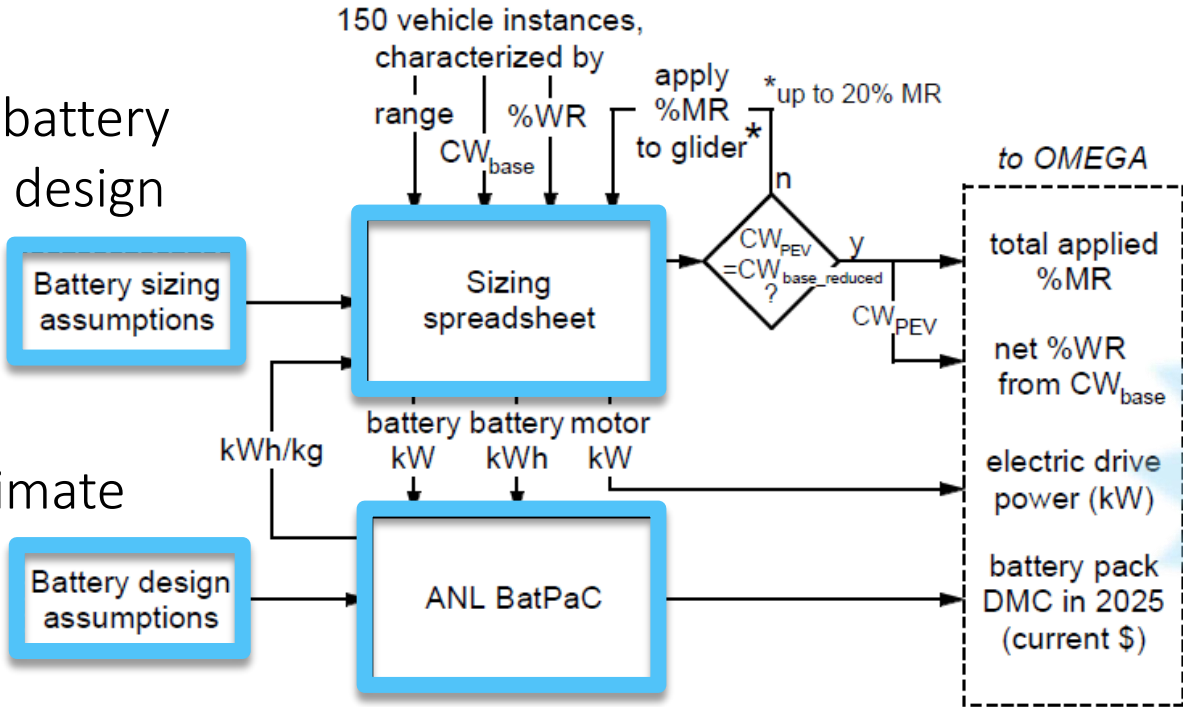 150 vehicle instances,
characterized by
range
CWbase
%WR
apply
%MR
to glider*
*up to 20% MR
battery
design
to OMEGA
n
Battery sizing
assumptions
Sizing
spreadsheet
CWPEV
=CWbase_reduced
?
y
CWPEV
total applied
%MR
net %WR
from CWbase
kWh/kg
battery
kW
battery
kWh
motor
kW
electric drive
power (kW)
imate
Battery design
assumptions
ANL BatPaC
battery pack
DMC in 2025
(current $)